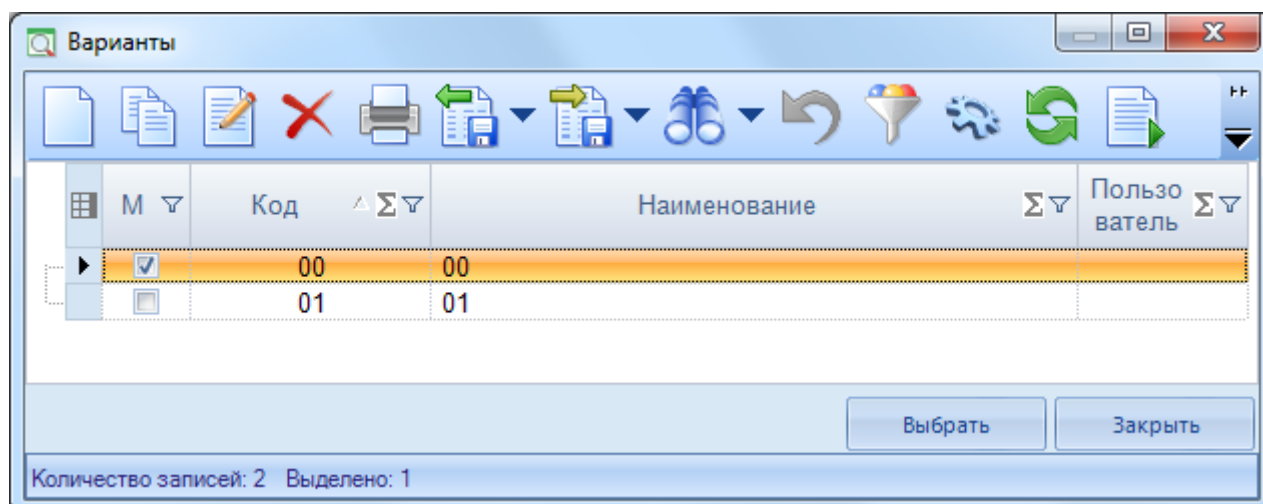 Варианты
М Код Наименование Пользо
ватель
00 00
01 01
Выбрать Закрыть
Количество записей: 2 Выделено: 1